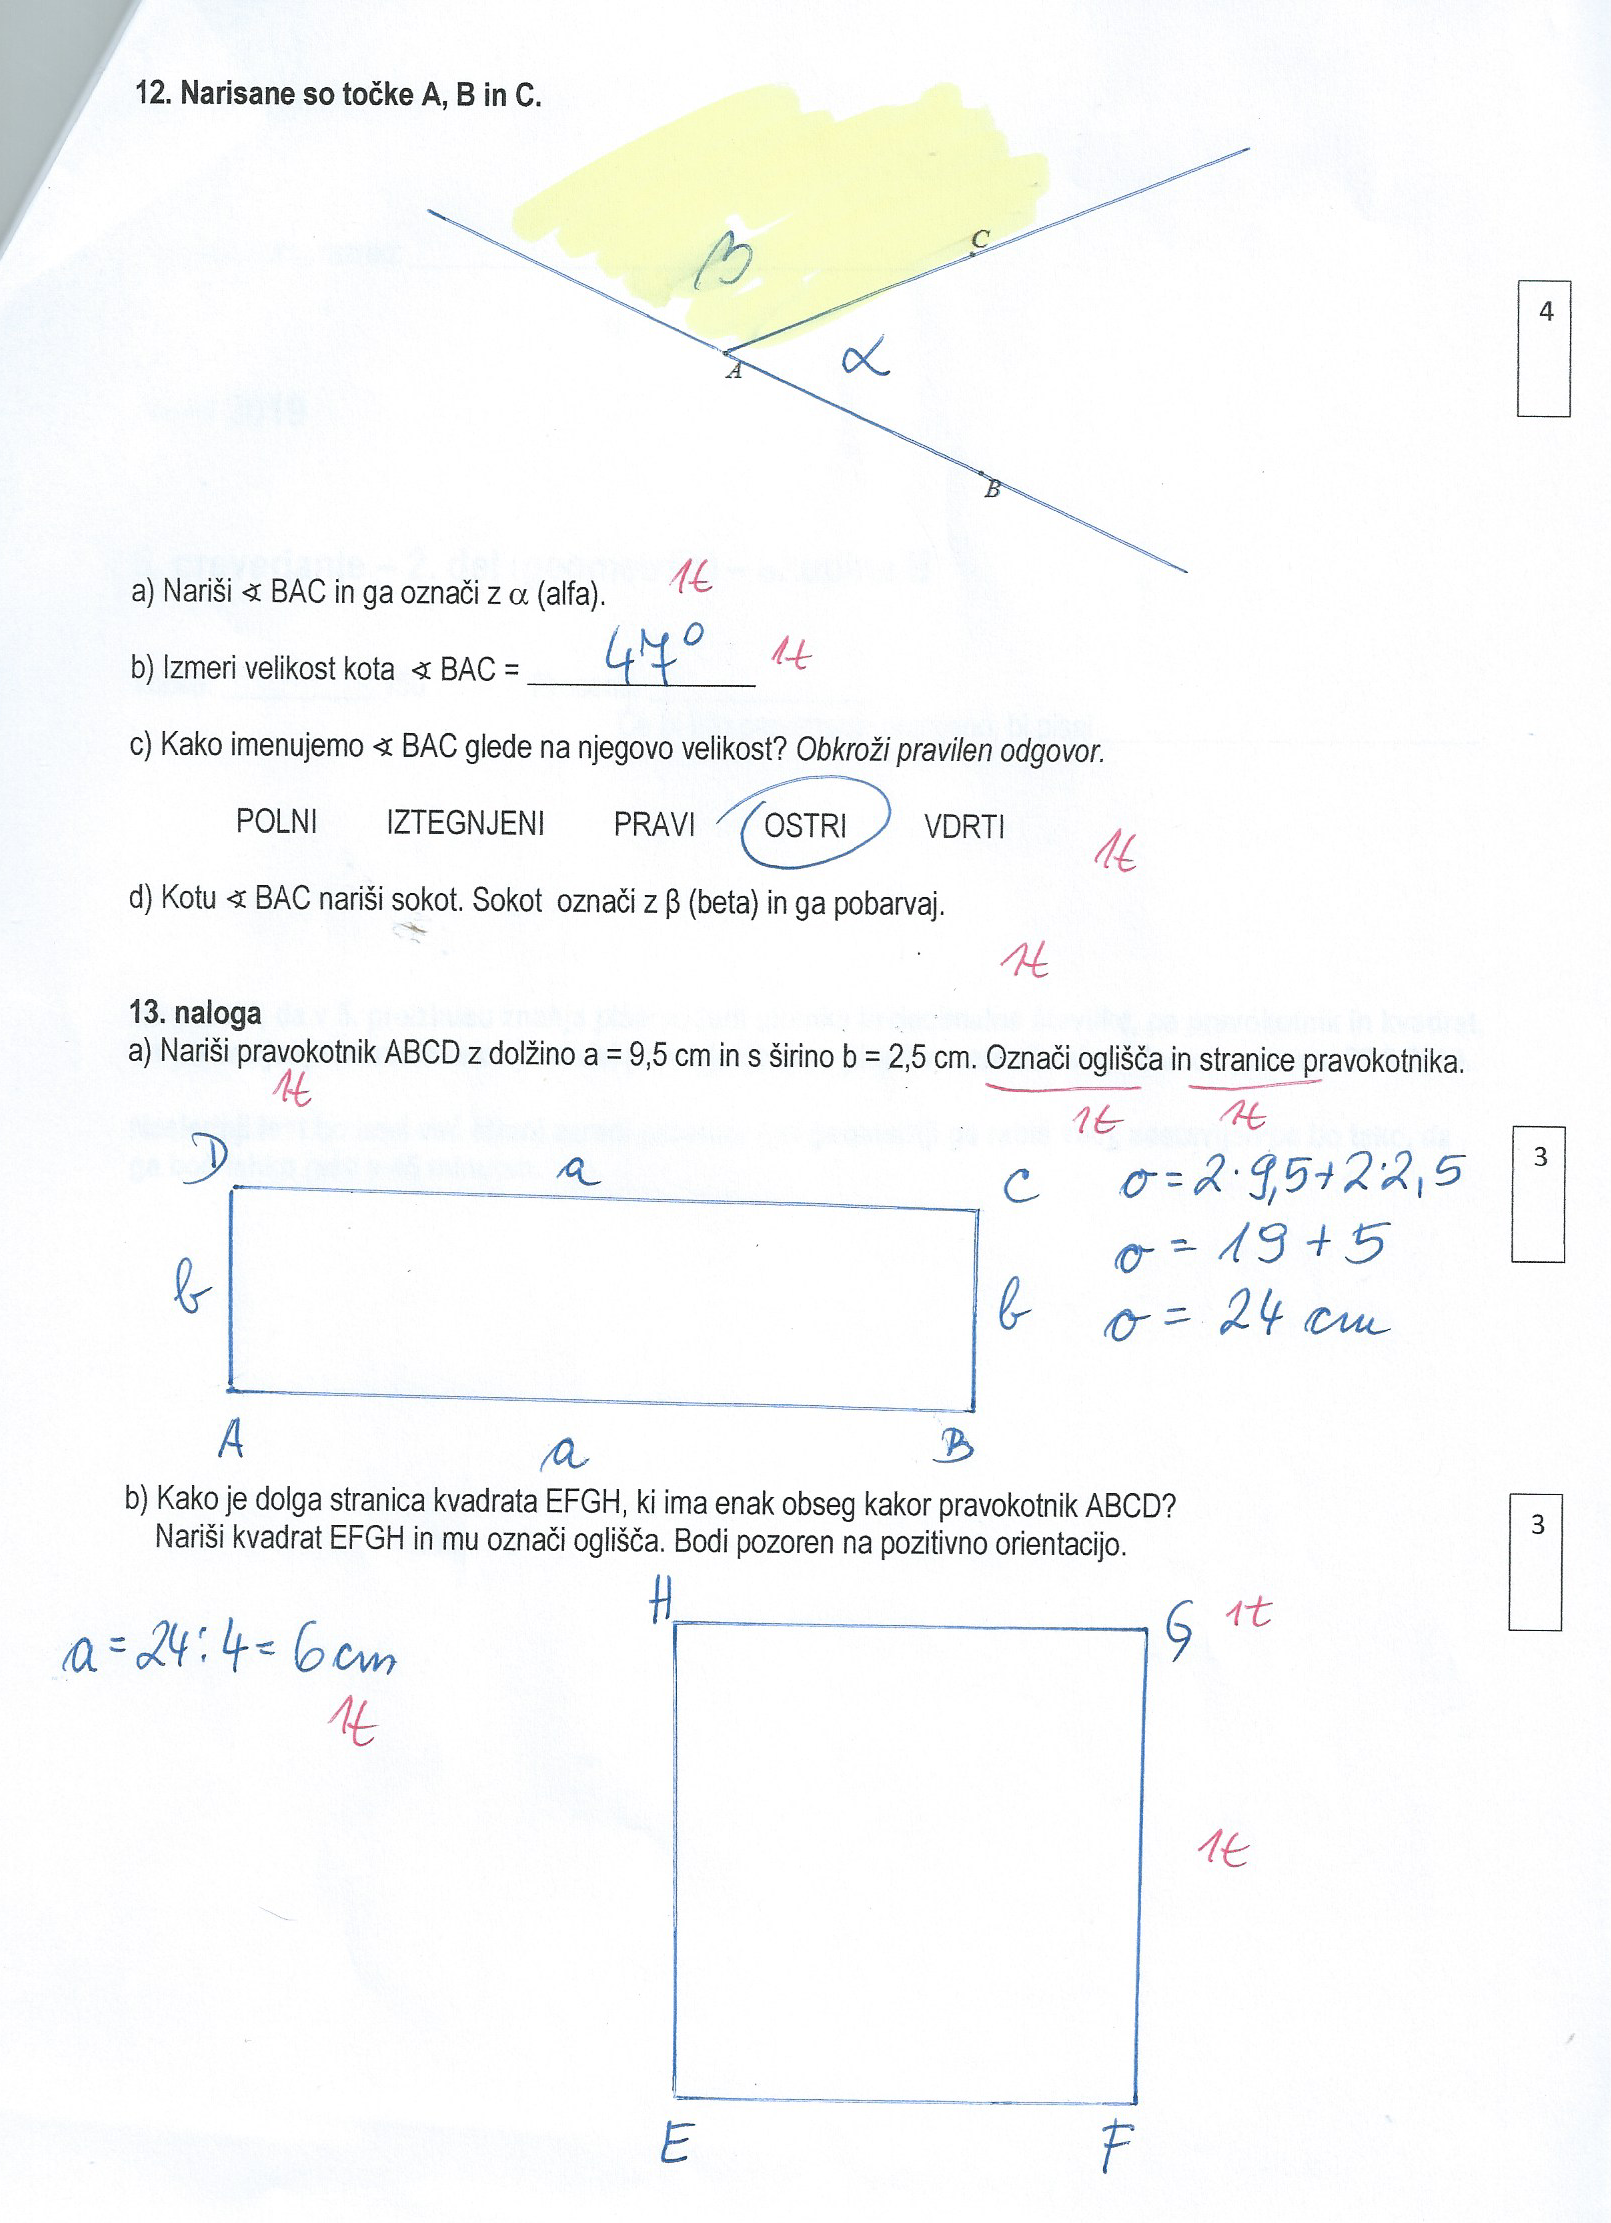 12. Narisane so točke A, B in C.
β
C
4
α
A
B
a) Nariši ∢ BAC in ga označi z α (alfa). 1t
b) Izmeri velikost kota ∢ BAC = 47° 1t
c) Kako imenujemo ∢ BAC glede na njegovo velikost? Obkroži pravilen odgovor.
POLNI IZTEGNJENI PRAVI OSTRI VDRTI 1t
d) Kotu ∢ BAC nariši sokot. Sokot označi z β (beta) in ga pobarvaj.
1t
13. naloga
a) Nariši pravokotnik ABCD z dolžino a = 9,5 cm in s širino b = 2,5 cm. Označi oglišča in stranice pravokotnika.
1t 1t 1t
D a C o = 2·9,5+2·2,5
3
o = 19 + 5
b b o = 24 cm
A a B
b) Kako je dolga stranica kvadrata EFGH, ki ima enak obseg kakor pravokotnik ABCD?
3
Nariši kvadrat EFGH in mu označi oglišča. Bodi pozoren na pozitivno orientacijo.
H G 1t
a = 24:4 = 6 cm
1t
1t
E F